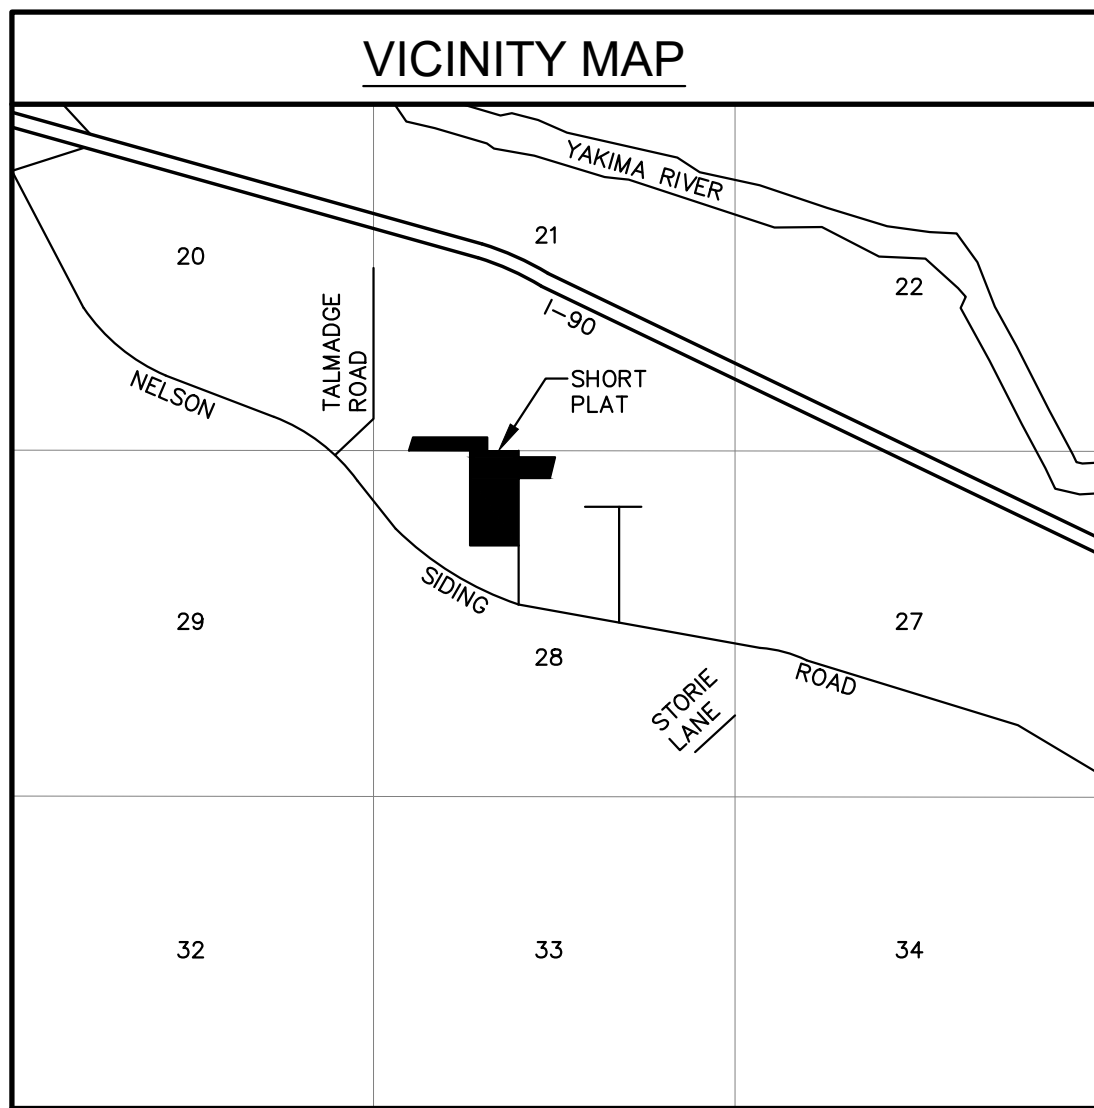 VICINITY MAP
YAKIMA RIVER
20
21
22
I-90
TALMADGE
ROAD
NELSON
SHORT
PLAT
SIDING
29
28
27
ROAD
STORIE
LANE
32
33
34